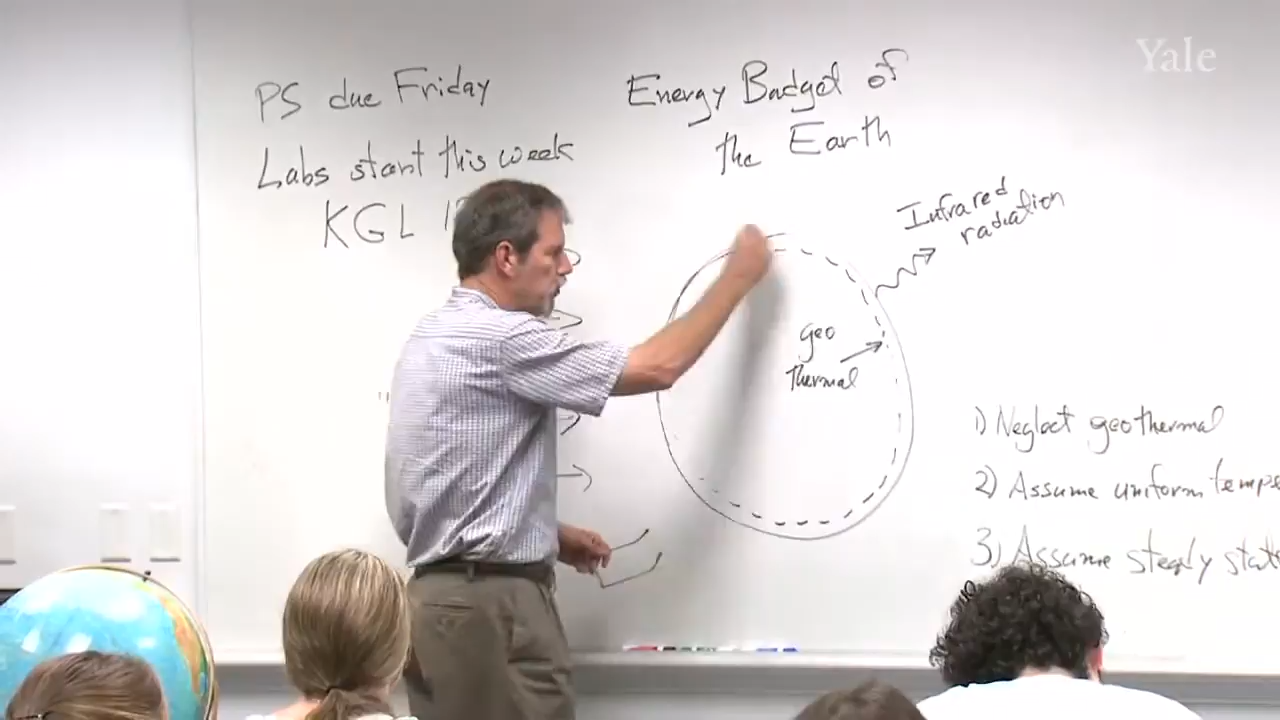 Yale
PS due Friday
Labs start this week
KGL
Energy Budget of
the Earth
Infrared
radiation
geo
thermal
1) Neglect geothermal
2) Assume uniform
3) Assume steady